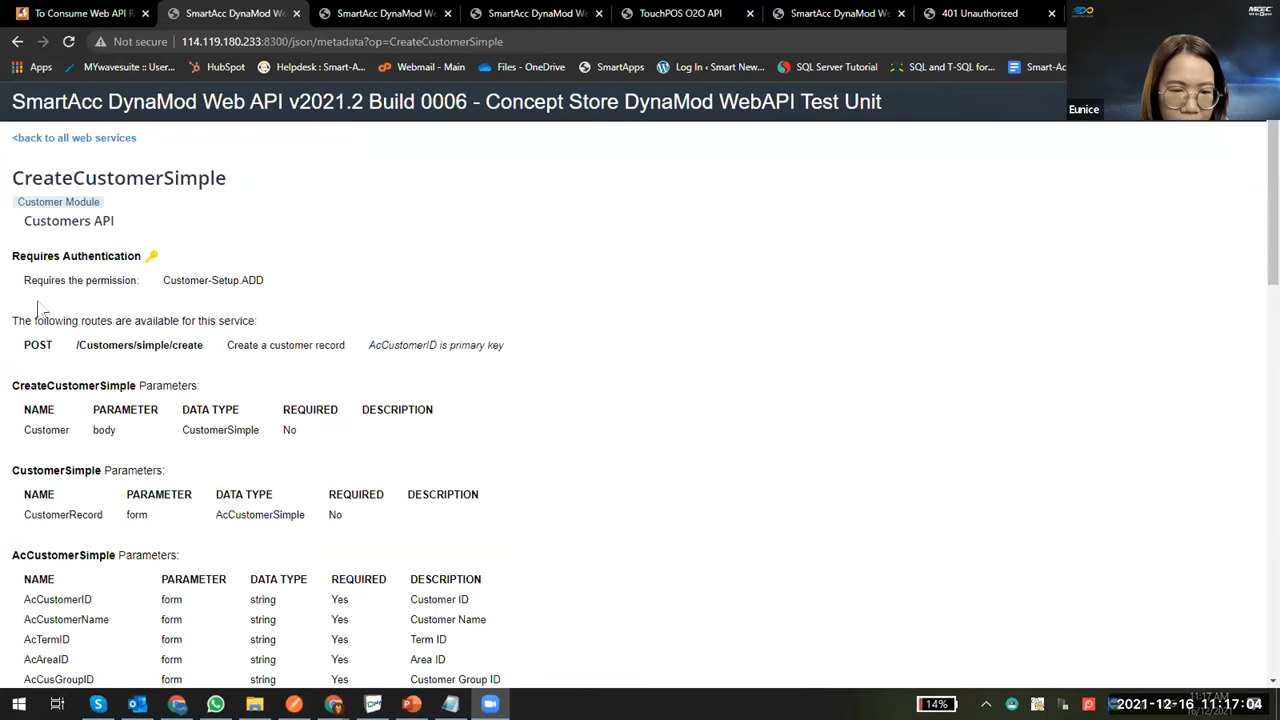 To Consume Web API R
SmartAcc DynaMod We
SmartAcc DynaMod We
SmartAcc DynaMod We
TouchPOS O2O API
SmartAcc DynaMod We
401 Unauthorized
Not secure
114.119.180.233:8300/json/metadata?op=CreateCustomerSimple
Apps
MYwavesuite :: User...
HubSpot
Helpdesk : Smart-A...
Webmail - Main
Files - OneDrive
SmartApps
Log In ‹ Smart New...
SQL Server Tutorial
SQL and T-SQL for...
Smart-Ac
Eunice
SmartAcc DynaMod Web API v2021.2 Build 0006 - Concept Store DynaMod WebAPI Test Unit
<back to all web services
CreateCustomerSimple
Customer Module
Customers API
Requires Authentication
Requires the permission: Customer-Setup.ADD
The following routes are available for this service:
POST /Customers/simple/create Create a customer record AcCustomerID is primary key
CreateCustomerSimple Parameters:
NAME PARAMETER DATA TYPE REQUIRED DESCRIPTION
Customer body CustomerSimple No
CustomerSimple Parameters:
NAME PARAMETER DATA TYPE REQUIRED DESCRIPTION
CustomerRecord form AcCustomerSimple No
AcCustomerSimple Parameters:
NAME PARAMETER DATA TYPE REQUIRED DESCRIPTION
AcCustomerID form string Yes Customer ID
AcCustomerName form string Yes Customer Name
AcTermID form string Yes Term ID
AcAreaID form string Yes Area ID
AcCusGroupID form string Yes Customer Group ID
14%
2021-12-16 11:17:04